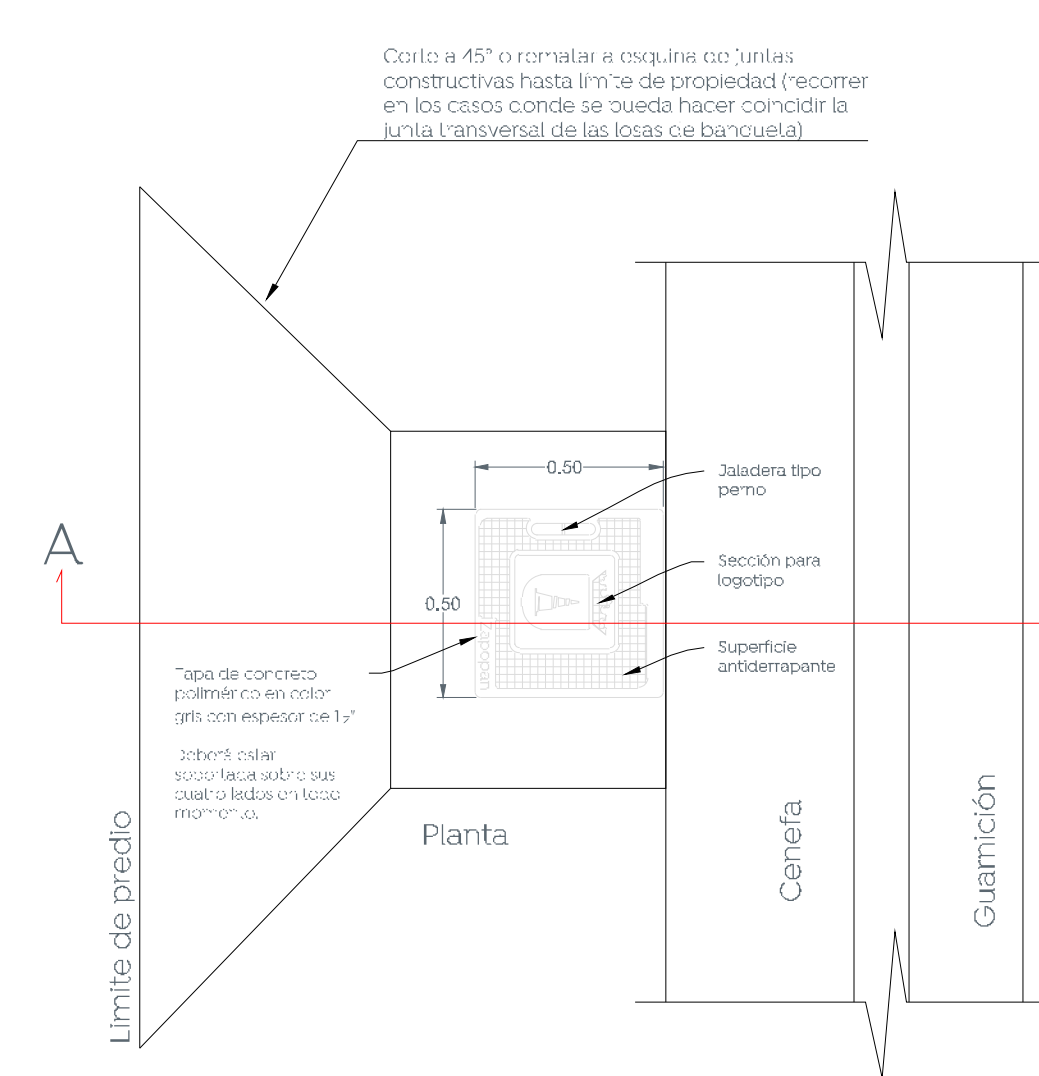 Corte a 45° o rematar a esquina de juntas
constructivas hasta límite de propiedad (recorrer
en los casos donde se pueda hacer coincidir la
junta transversal de las losas de banqueta)
0.50
Jaladera tipo
perno
A
Sección para
logotipo
0.50
Superficie
antiderrapante
Zapopan
Tapa de concreto
polimérico en color
gris con espesor de
Deberá estar
soportada sobre sus
cuatro lados en todo
momento.
Planta
Límite de predio
Cenefa
Guarnición